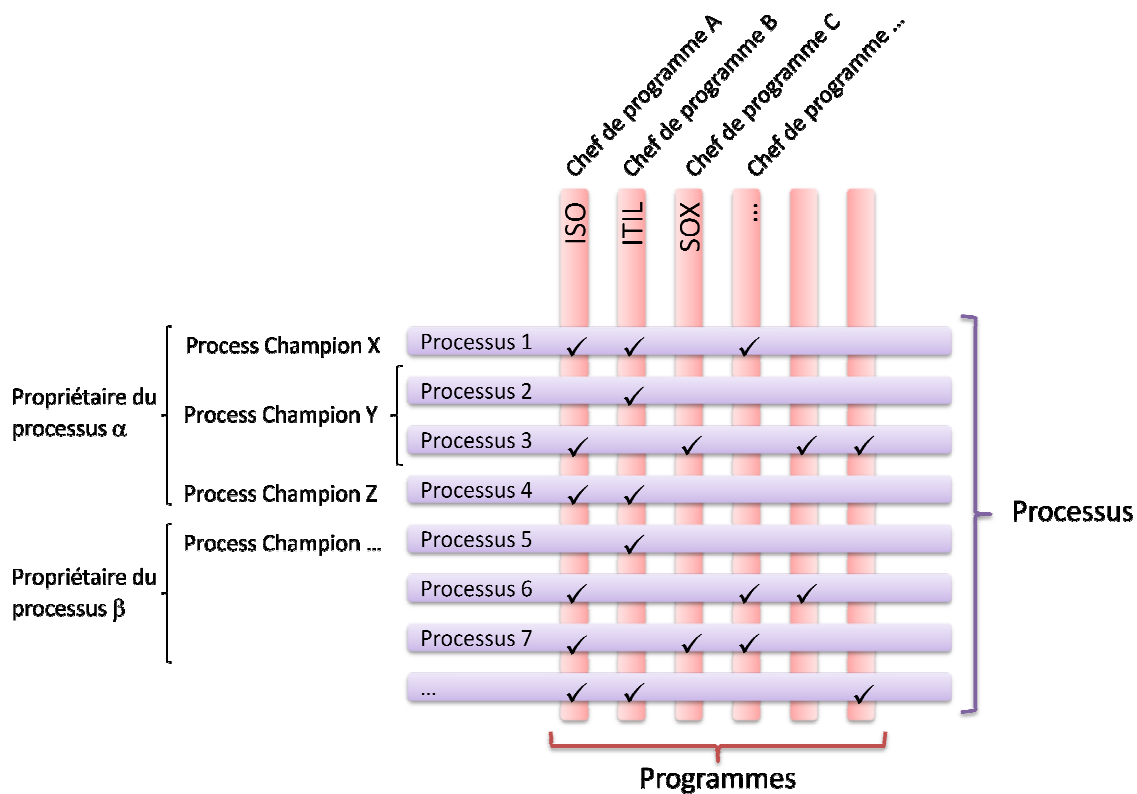 Chef de programme A
Chef de programme B
Chef de programme C
Chef de programme ...
ISO
ITIL
SOX
...
Propriétaire du
processus α
Process Champion X
Process Champion Y
Process Champion Z
Propriétaire du
processus β
Process Champion ...
Processus 1
Processus 2
Processus 3
Processus 4
Processus 5
Processus 6
Processus 7
...
Processus
Programmes